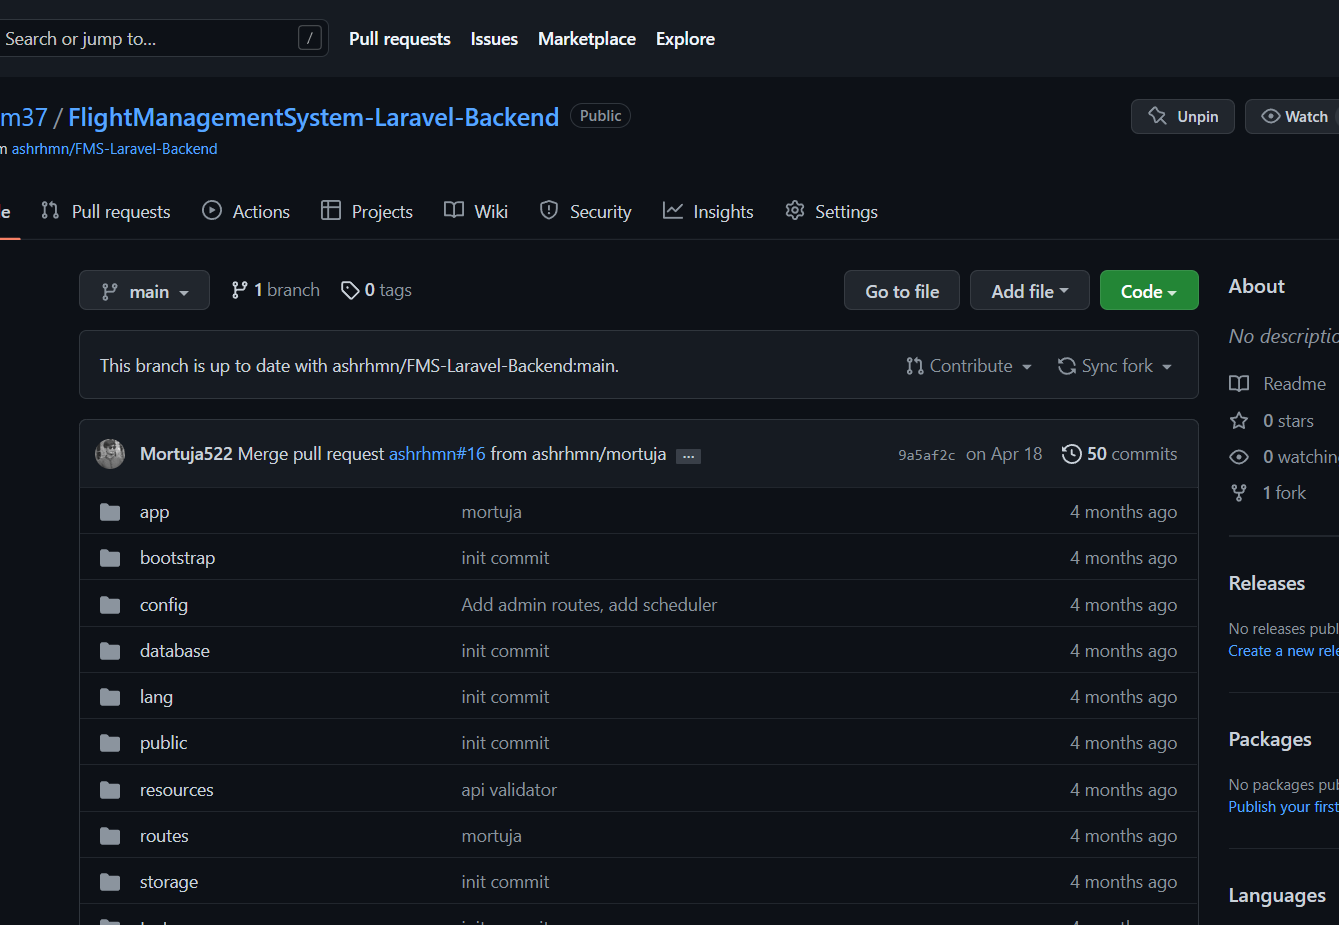 Search or jump to... / Pull requests Issues Marketplace Explore
m37 / FlightManagementSystem-Laravel-Backend Public Unpin Watch
m ashrhmn/FMS-Laravel-Backend
e Pull requests Actions Projects Wiki Security Insights Settings
main 1 branch 0 tags Go to file Add file Code
This branch is up to date with ashrhmn/FMS-Laravel-Backend:main. Contribute Sync fork
Mortuja522 Merge pull request ashrhmn#16 from ashrhmn/mortuja ... 9a5af2c on Apr 18 50 commits
app mortuja 4 months ago
bootstrap init commit 4 months ago
config Add admin routes, add scheduler 4 months ago
database init commit 4 months ago
lang init commit 4 months ago
public init commit 4 months ago
resources api validator 4 months ago
routes mortuja 4 months ago
storage init commit 4 months ago
About
No descriptio
Readme
0 stars
0 watchin
1 fork
Releases
No releases publ
Create a new rele
Packages
No packages pub
Publish your first
Languages